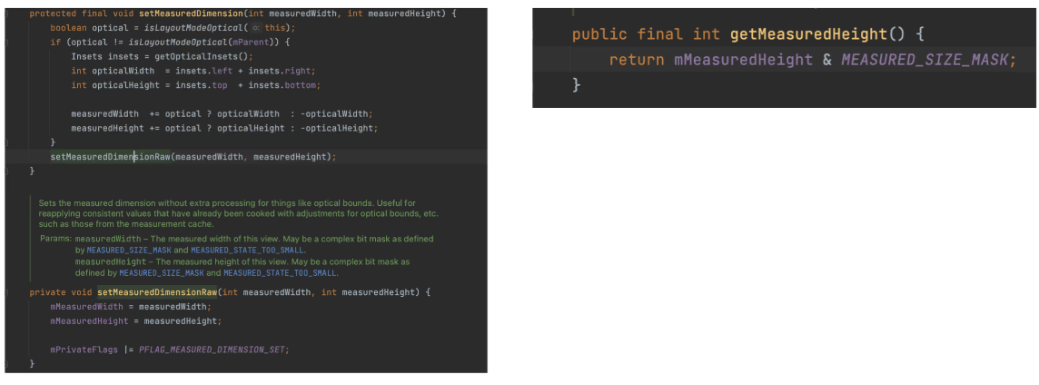 protected final void setMeasuredDimension(int measuredWidth, int measuredHeight) {
boolean optical = isLayoutModeOptical( o: this);
if (optical != isLayoutModeOptical(mParent)) {
Insets insets = getOpticalInsets();
int opticalWidth = insets.left + insets.right;
int opticalHeight = insets.top + insets.bottom;
measuredWidth += optical ? opticalWidth : -opticalWidth;
measuredHeight += optical ? opticalHeight : -opticalHeight;
}
setMeasuredDimensionRaw(measuredWidth, measuredHeight);
}
Sets the measured dimension without extra processing for things like optical bounds. Useful for
reapplying consistent values that have already been cooked with adjustments for optical bounds, etc.
such as those from the measurement cache.
Params: measuredWidth – The measured width of this view. May be a complex bit mask as defined
by MEASURED_SIZE_MASK and MEASURED_STATE_TOO_SMALL.
measuredHeight – The measured height of this view. May be a complex bit mask as
defined by MEASURED_SIZE_MASK and MEASURED_STATE_TOO_SMALL.
private void setMeasuredDimensionRaw(int measuredWidth, int measuredHeight) {
mMeasuredWidth = measuredWidth;
mMeasuredHeight = measuredHeight;
mPrivateFlags |= PFLAG_MEASURED_DIMENSION_SET;
}
public final int getMeasuredHeight() {
return mMeasuredHeight & MEASURED_SIZE_MASK;
}